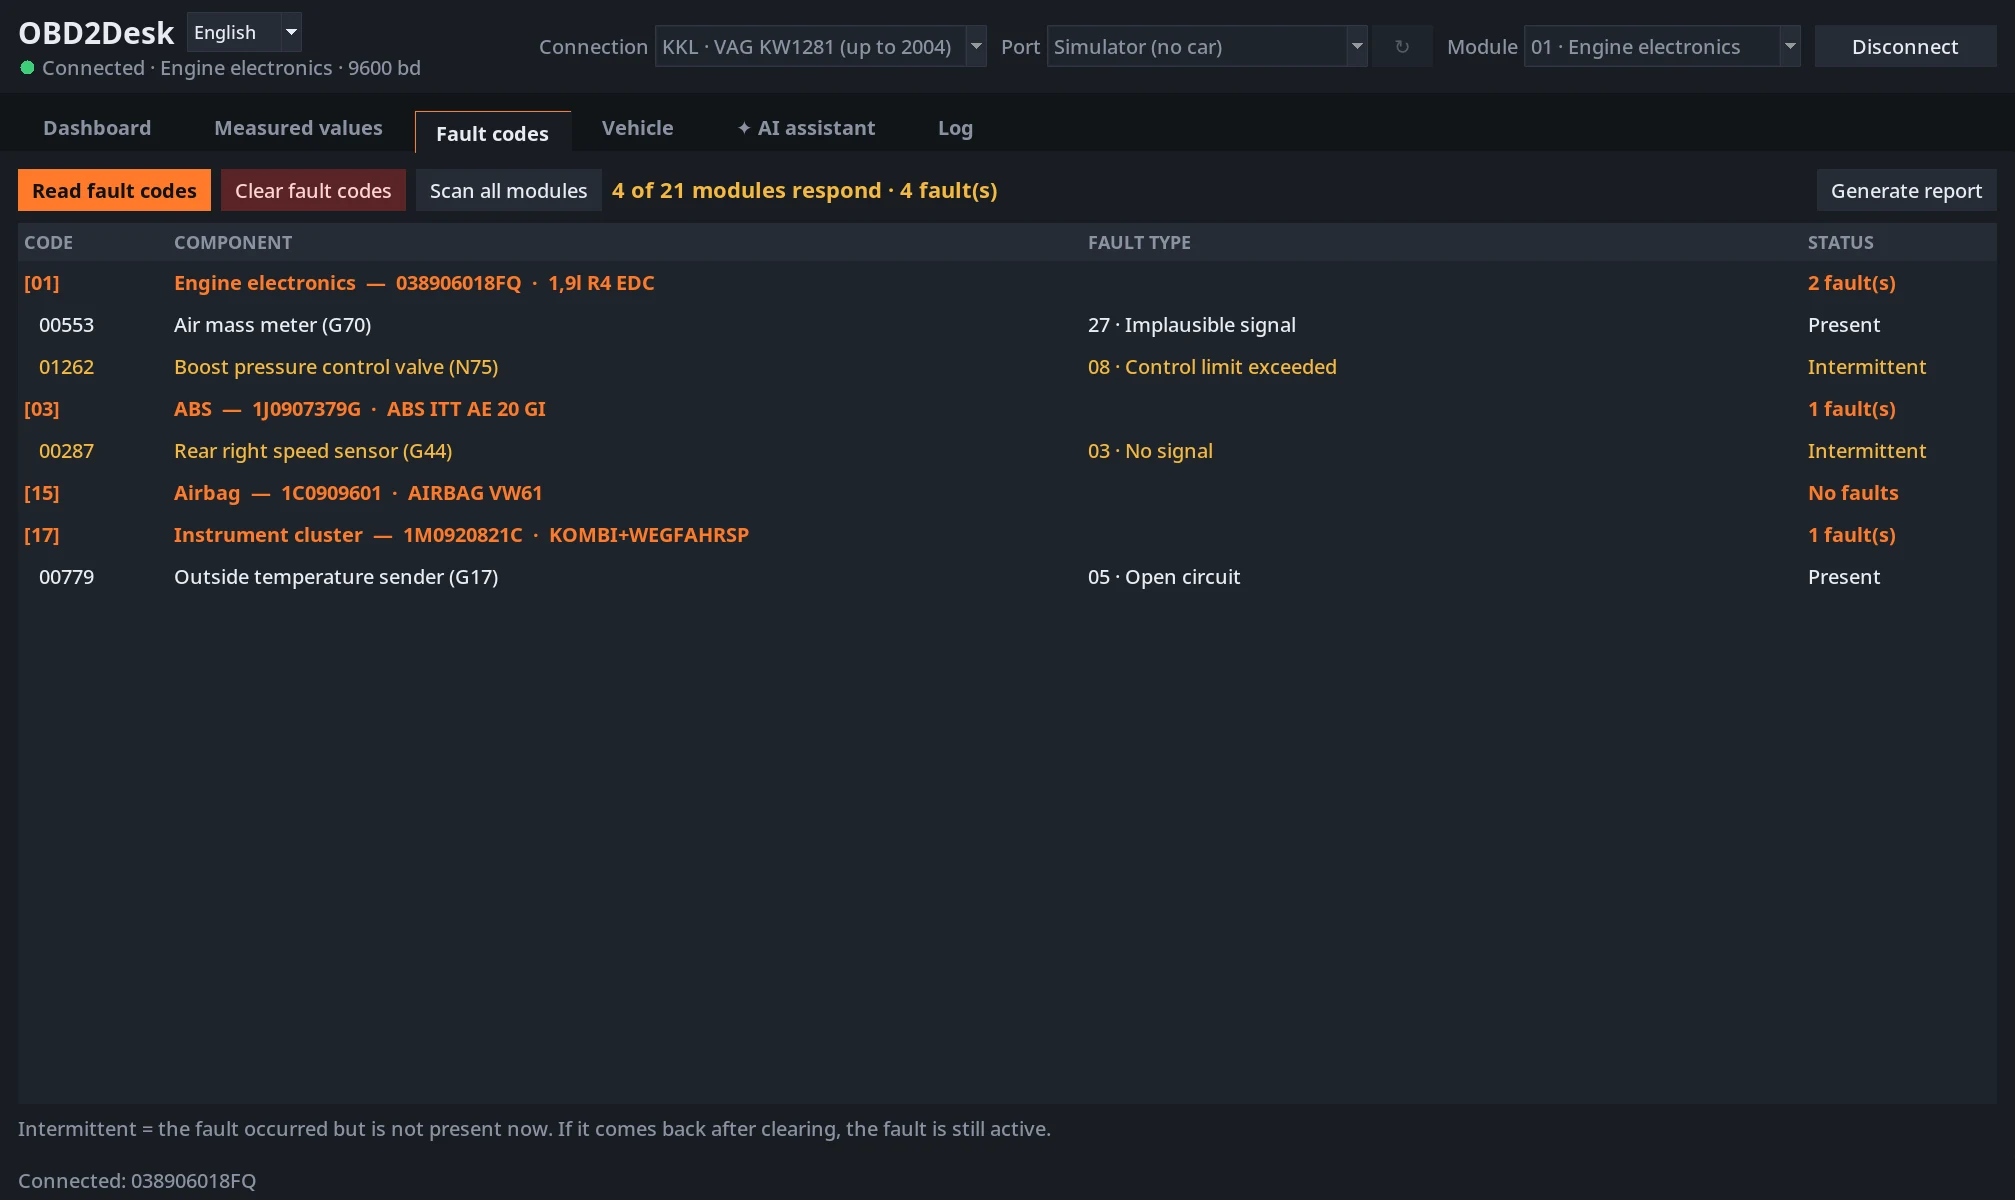 OBD2Desk English
Connected · Engine electronics · 9600 bd
Connection KKL · VAG KW1281 (up to 2004) Port Simulator (no car) ↻ Module 01 · Engine electronics Disconnect
Dashboard Measured values Fault codes Vehicle ✦ AI assistant Log
Read fault codes Clear fault codes Scan all modules 4 of 21 modules respond · 4 fault(s) Generate report
CODE COMPONENT FAULT TYPE STATUS
[01] Engine electronics — 038906018FQ · 1,9l R4 EDC 2 fault(s)
00553 Air mass meter (G70) 27 · Implausible signal Present
01262 Boost pressure control valve (N75) 08 · Control limit exceeded Intermittent
[03] ABS — 1J0907379G · ABS ITT AE 20 GI 1 fault(s)
00287 Rear right speed sensor (G44) 03 · No signal Intermittent
[15] Airbag — 1C0909601 · AIRBAG VW61 No faults
[17] Instrument cluster — 1M0920821C · KOMBI+WEGFAHRSP 1 fault(s)
00779 Outside temperature sender (G17) 05 · Open circuit Present
Intermittent = the fault occurred but is not present now. If it comes back after clearing, the fault is still active.
Connected: 038906018FQ